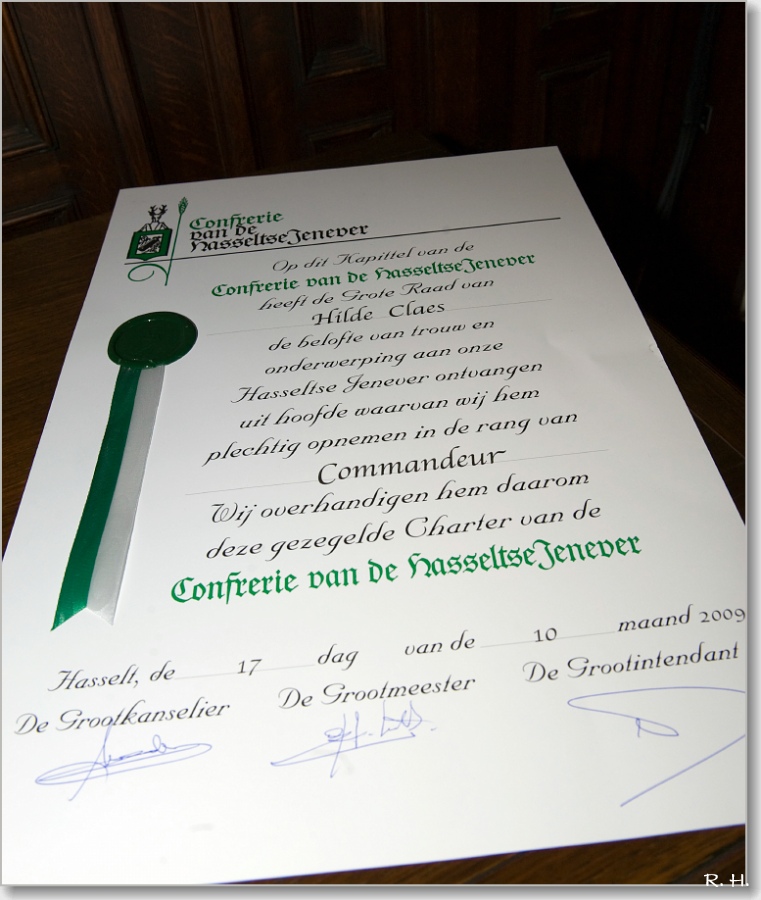 Confrerie
van de
HasseltseJenever
Op dit Kapittel van de
Confrerie van de HasseltseJenever
heeft de Grote Raad van
Hilde Claes
de belofte van trouw en
onderwerping aan onze
Hasseltse Jenever ontvangen
uit hoofde waarvan wij hem
plechtig opnemen in de rang van
Commandeur
Wij overhandigen hem daarom
deze gezegelde Charter van de
Confrerie van de HasseltseJenever
Hasselt, de 17 dag van de 10 maand 2009
De Grootkanselier De Grootmeester De Grootintendant
R. H.